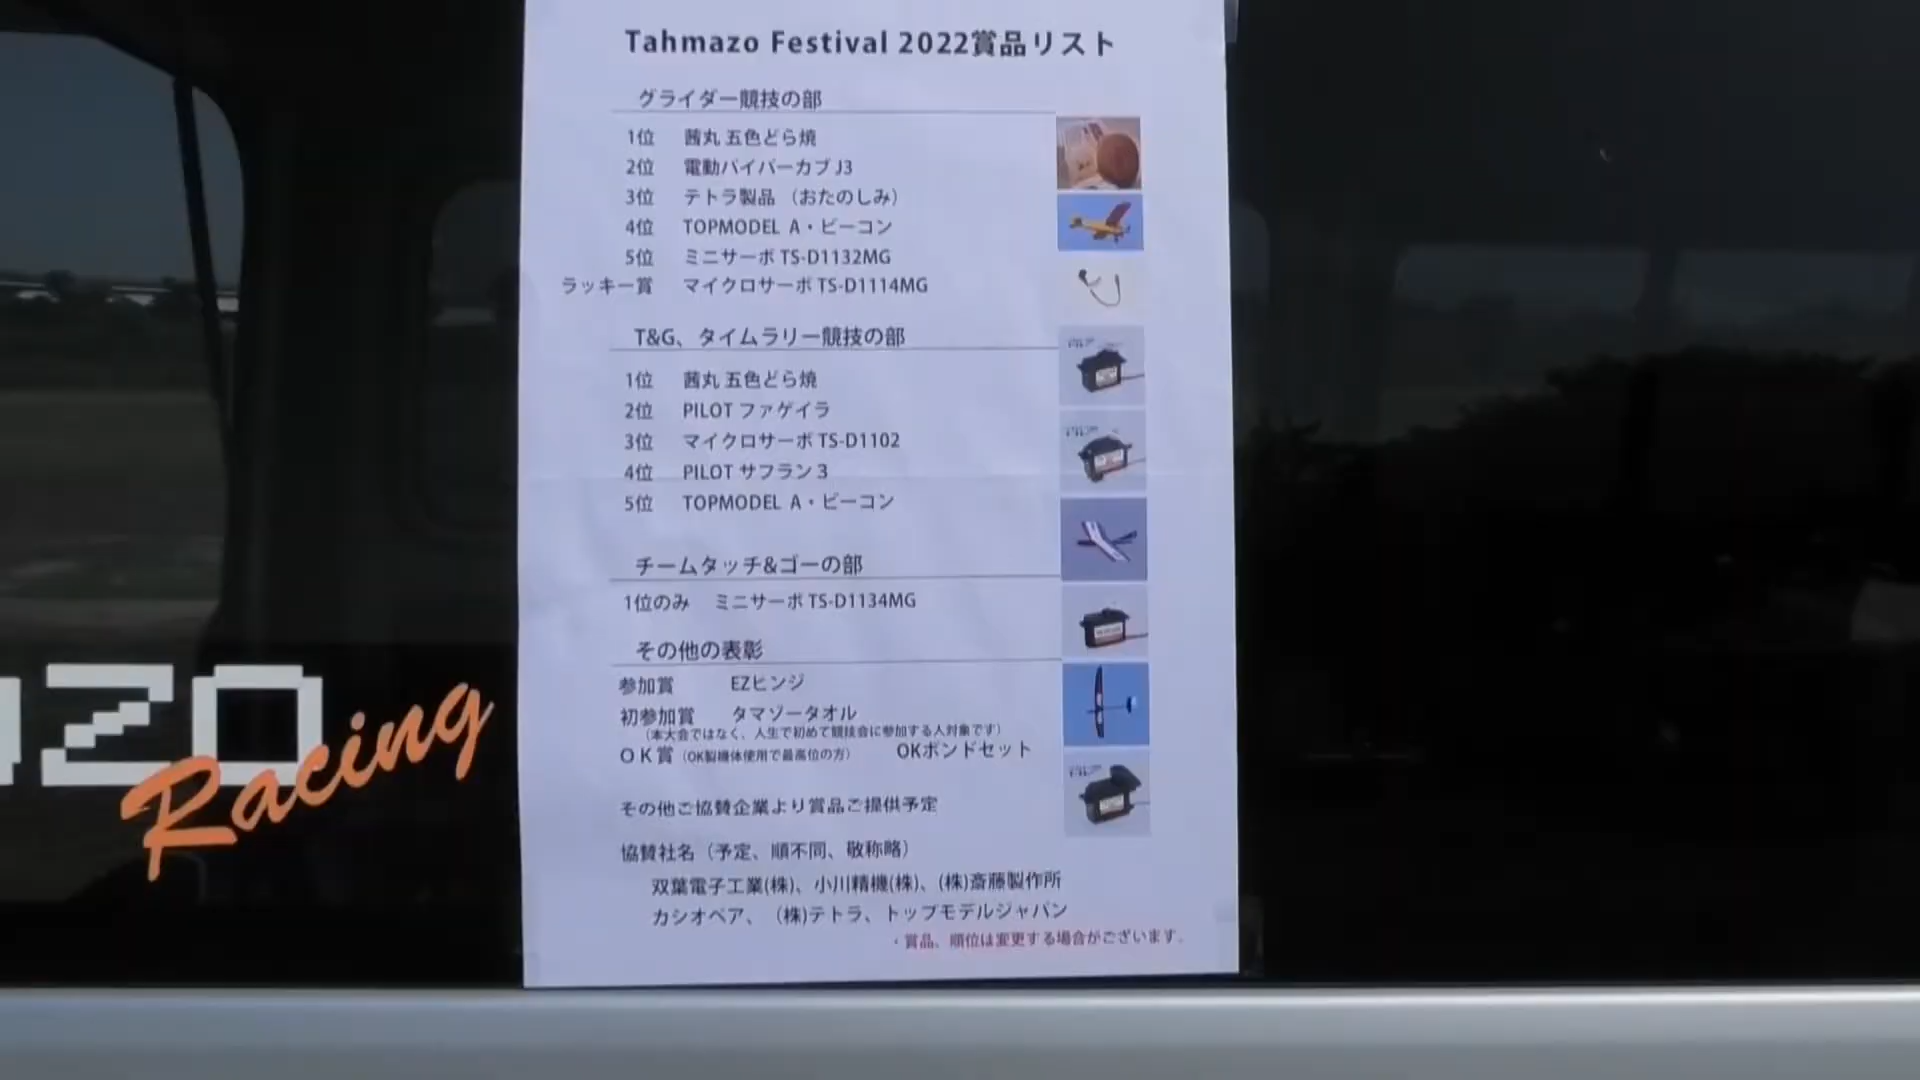 Tahmazo Festival 2022賞品リスト
グライダー競技の部
1位 茜丸 五色どら焼
2位 電動パイパーカブ J3
3位 テトラ製品 （おたのしみ）
4位 TOPMODEL A・ビーコン
5位 ミニサーボ TS-D1132MG
ラッキー賞 マイクロサーボ TS-D1114MG
T&G、タイムラリー競技の部
1位 茜丸 五色どら焼
2位 PILOT ファゲイラ
3位 マイクロサーボ TS-D1102
4位 PILOT サフラン 3
5位 TOPMODEL A・ビーコン
チームタッチ&ゴーの部
1位のみ ミニサーボ TS-D1134MG
その他の表彰
参加賞 EZヒンジ
初参加賞 タマゾータオル
（本大会ではなく、人生で初めて競技会に参加する人対象です）
ＯＫ賞（OK製機体使用で最高位の方） OKボンドセット
その他ご協賛企業より賞品ご提供予定
協賛社名（予定、順不同、敬称略）
双葉電子工業(株)、小川精機(株)、(株)斎藤製作所
カシオペア、（株)テトラ、トップモデルジャパン
・賞品、順位は変更する場合がございます。
ZO
Racing